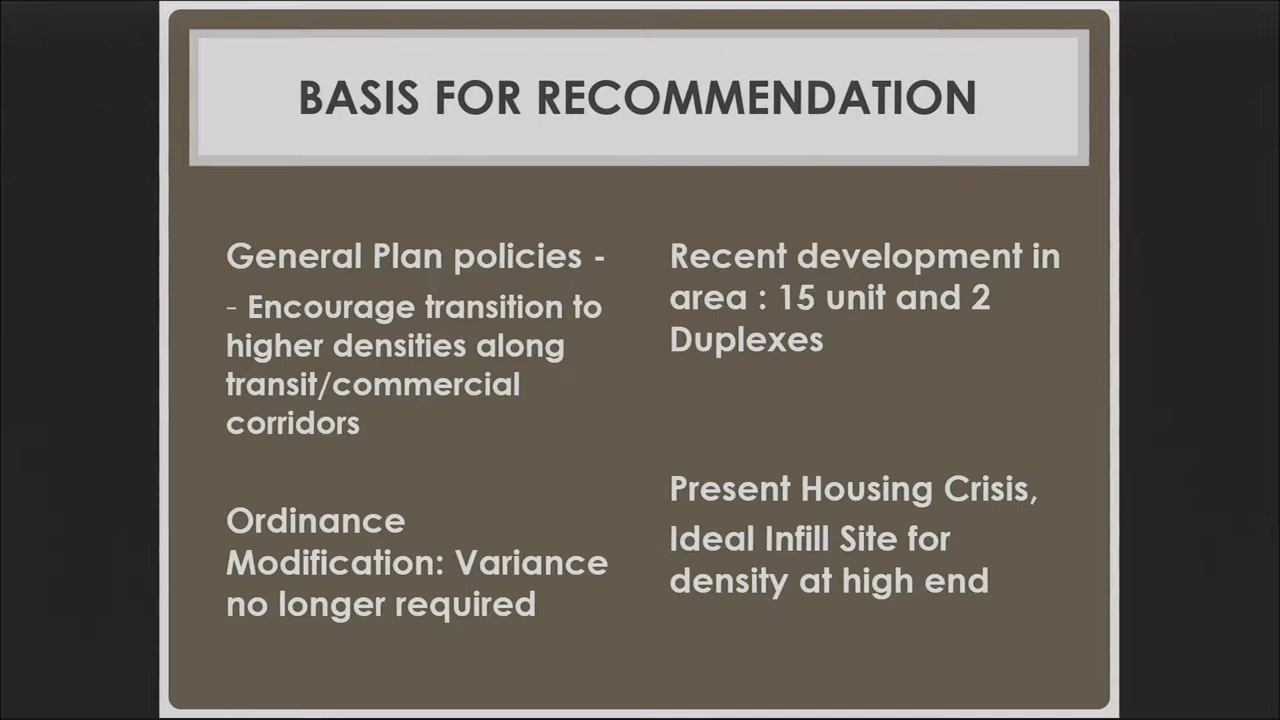 BASIS FOR RECOMMENDATION
General Plan policies -
- Encourage transition to
higher densities along
transit/commercial
corridors
Ordinance
Modification: Variance
no longer required
Recent development in
area : 15 unit and 2
Duplexes
Present Housing Crisis,
Ideal Infill Site for
density at high end